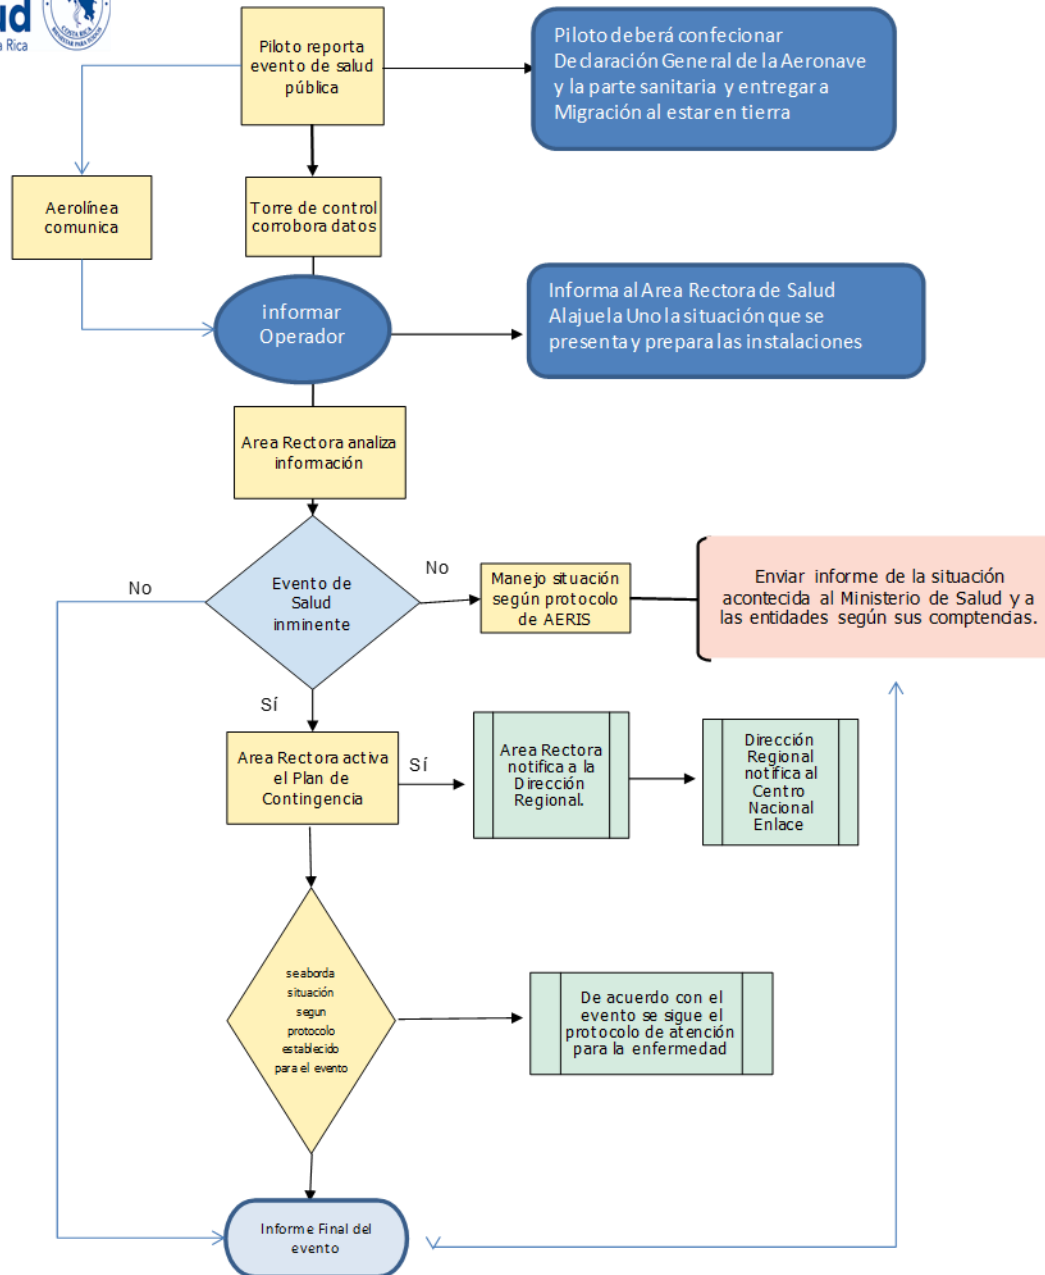 ud
a Rica
COSTA RICA
Piloto reporta
evento de salud
pública
Piloto deberá confecionar
Declaración General de la Aeronave
y la parte sanitaria y entregar a
Migración al estar en tierra
Aerolínea
comunica
Torre de control
corrobora datos
informar
Operador
Informa al Area Rectora de Salud
Alajuela Uno la situación que se
presenta y prepara las instalaciones
Area Rectora analiza
información
No
Evento de
Salud
inminente
No
Manejo situación
según protocolo
de AERIS
Enviar informe de la situación
acontecida al Ministerio de Salud y a
las entidades según sus comptencias.
Sí
Area Rectora activa
el Plan de
Contingencia
Sí
Area Rectora
notifica a la
Dirección
Regional.
Dirección
Regional
notifica al
Centro
Nacional
Enlace
se aborda
situación
segun
protocolo
establecido
para el evento
De acuerdo con el
evento se sigue el
protocolo de atención
para la enfermedad
Informe Final del
evento